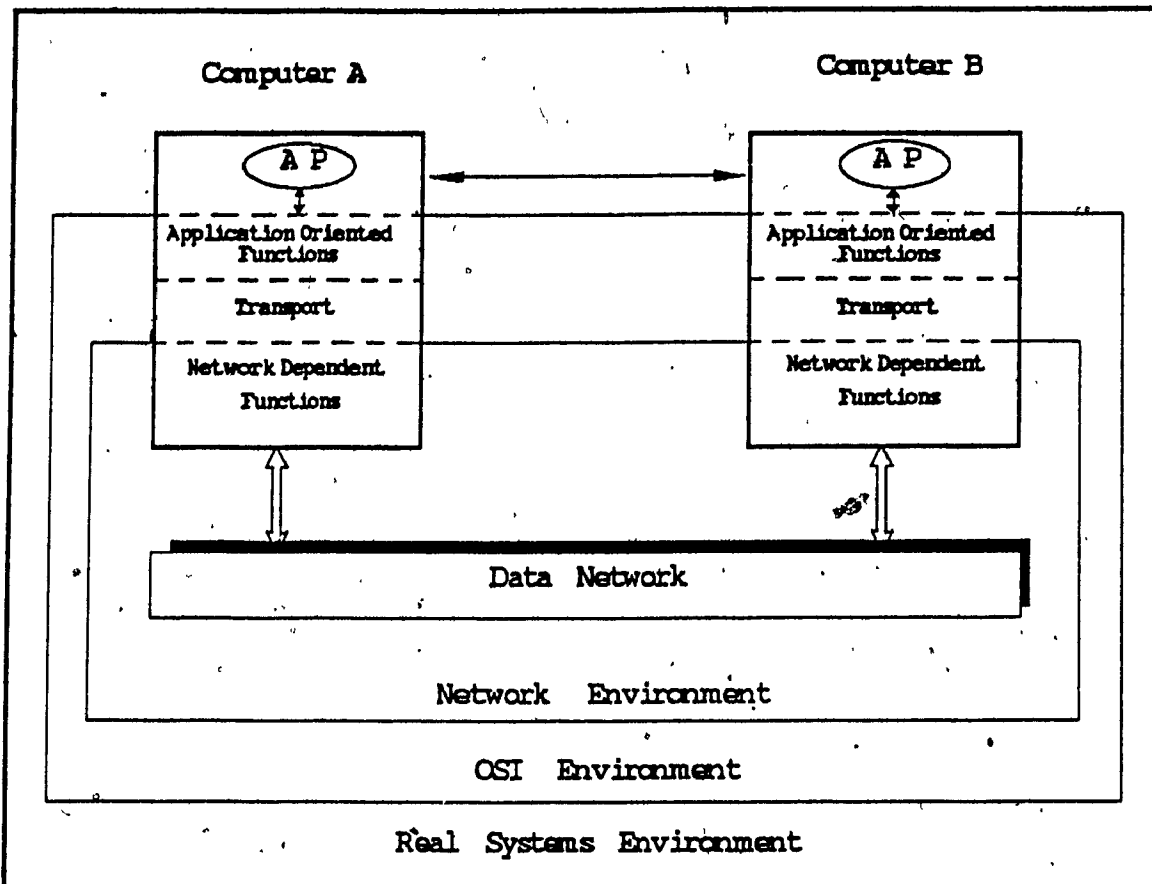 Computer A
Computer B
A P
A P
Application Oriented
Functions
Application Oriented
Functions
Transport
Transport
Network Dependent
Functions
Network Dependent
Functions
Data Network
Network Environment
OSI Environment
Real Systems Environment